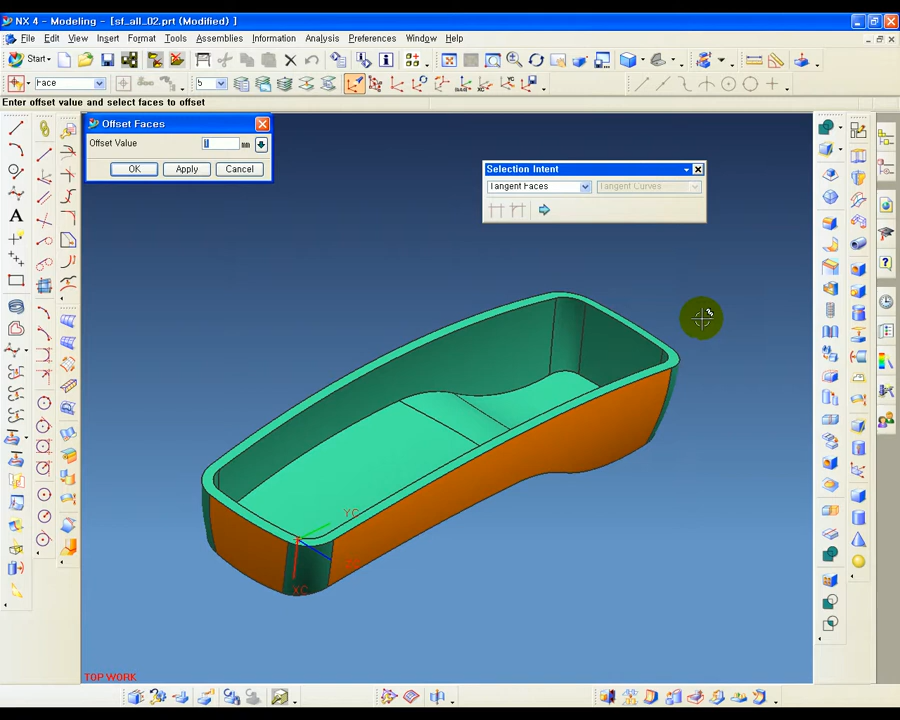 NX 4 - Modeling - [sf_all_02.prt (Modified) ]
File Edit View Insert Format Tools Assemblies Information Analysis Preferences Window Help
Start
Face
5
Enter offset value and select faces to offset
Offset Faces
Offset Value
mm
OK Apply Cancel
Selection Intent
Tangent Faces Tangent Curves
YC
XC
TOP WORK